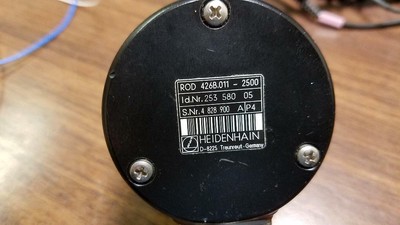 ROD 426B.011 - 2500
Id.Nr. 253 580 05
S.Nr. 4 828 900 A P4
HEIDENHAIN
D-8225 Traunreut-Germany